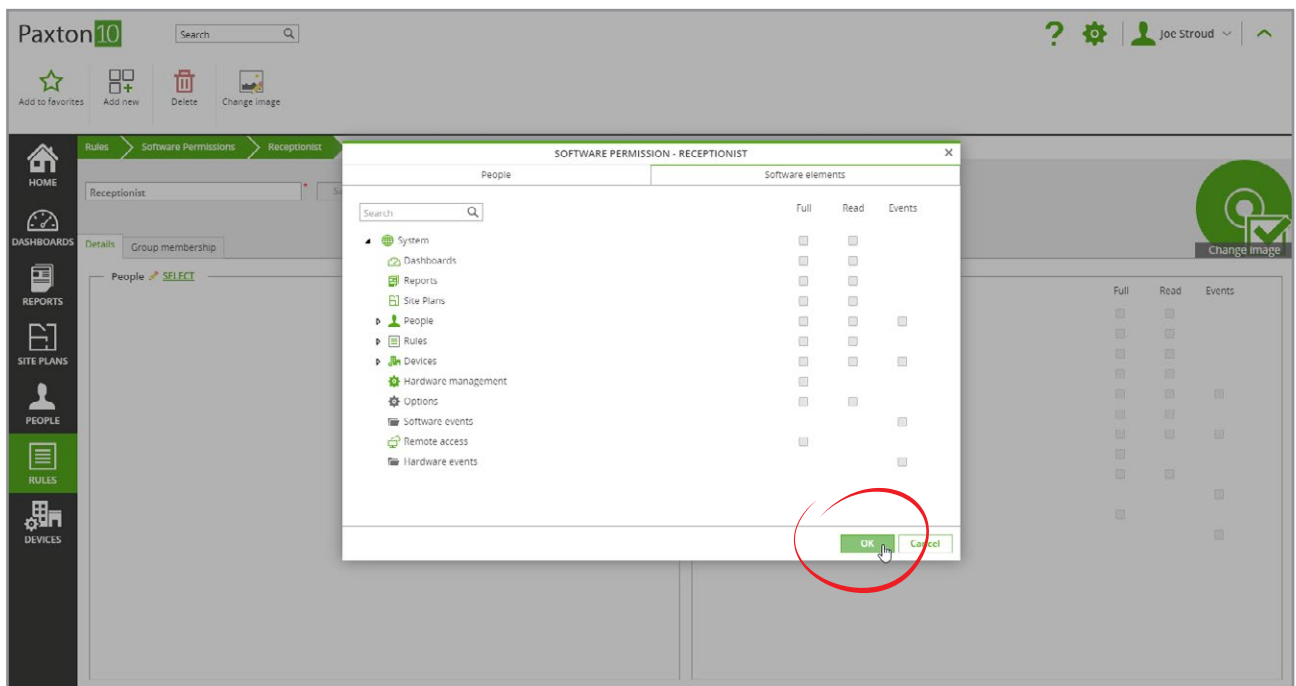 Paxton10
Search
Joe Stroud
Add to favorites
Add new
Delete
Change image
Rules
Software Permissions
Receptionist
HOME
DASHBOARDS
REPORTS
SITE PLANS
PEOPLE
RULES
DEVICES
Receptionist *
Details
Group membership
People SELECT
SOFTWARE PERMISSION - RECEPTIONIST
People
Software elements
Search
Full Read Events
System
Dashboards
Reports
Site Plans
People
Rules
Devices
Hardware management
Options
Software events
Remote access
Hardware events
OK
Cancel
Change image
Full Read Events